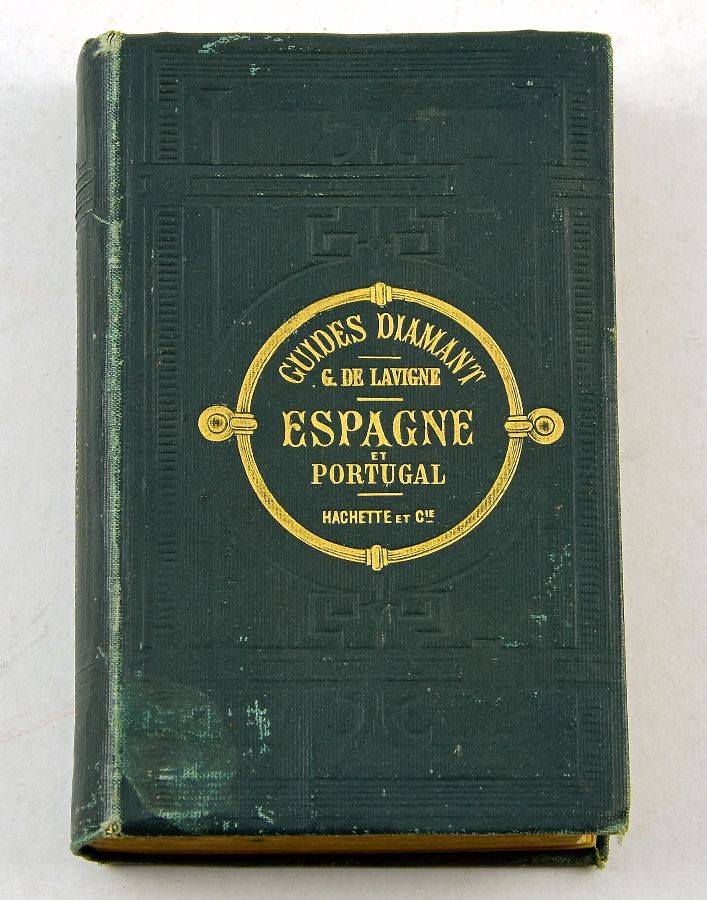 GUIDES DIAMANT
G. DE LAVIGNE
ESPAGNE
ET
PORTUGAL
HACHETTE ET CIE